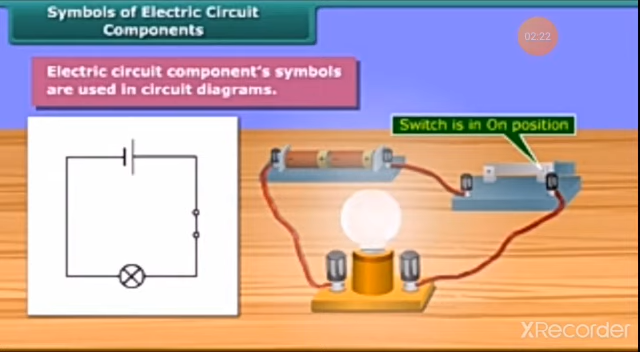 Symbols of Electric Circuit
Components
02:22
Electric circuit component's symbols
are used in circuit diagrams.
Switch is in On position
XRecorder